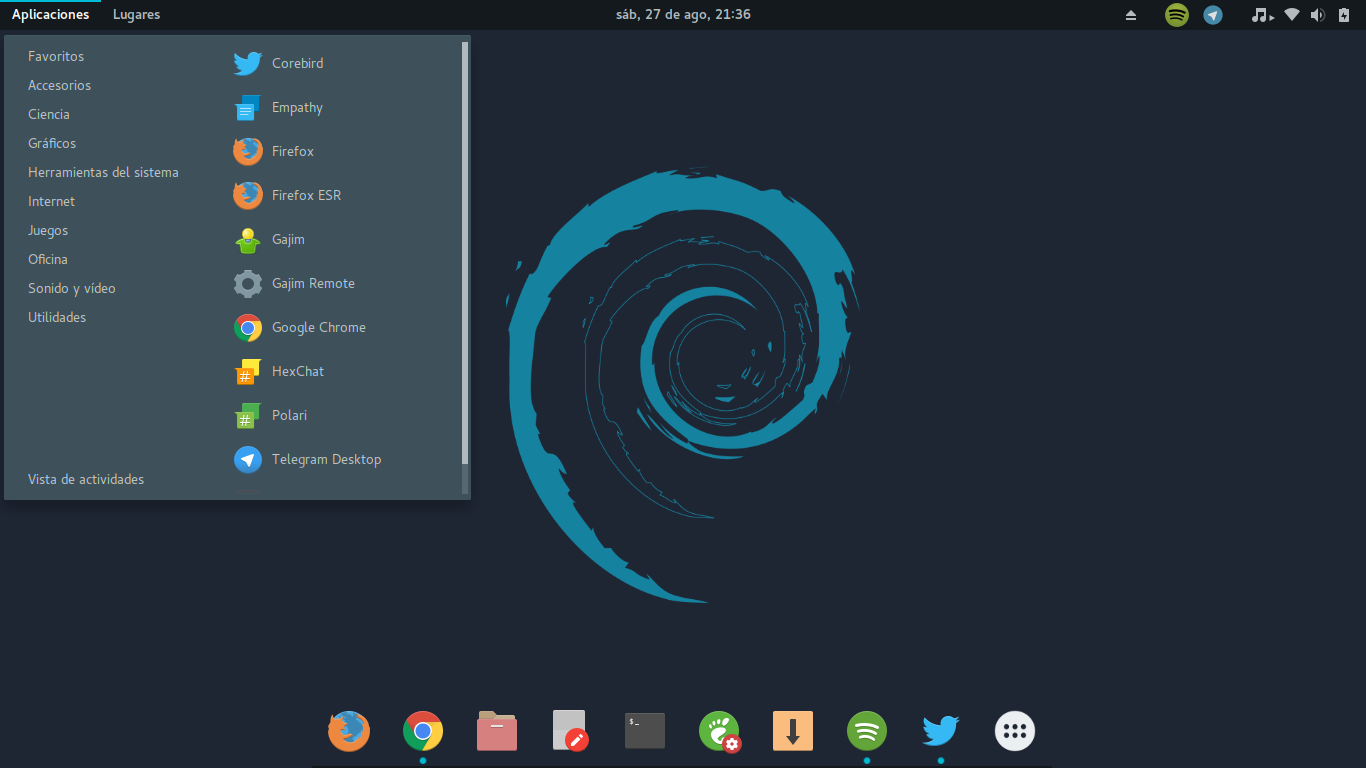 Aplicaciones Lugares sáb, 27 de ago, 21:36
Favoritos
Accesorios
Ciencia
Gráficos
Herramientas del sistema
Internet
Juegos
Oficina
Sonido y vídeo
Utilidades
Vista de actividades
Corebird
Empathy
Firefox
Firefox ESR
Gajim
Gajim Remote
Google Chrome
# HexChat
# Polari
Telegram Desktop
$_